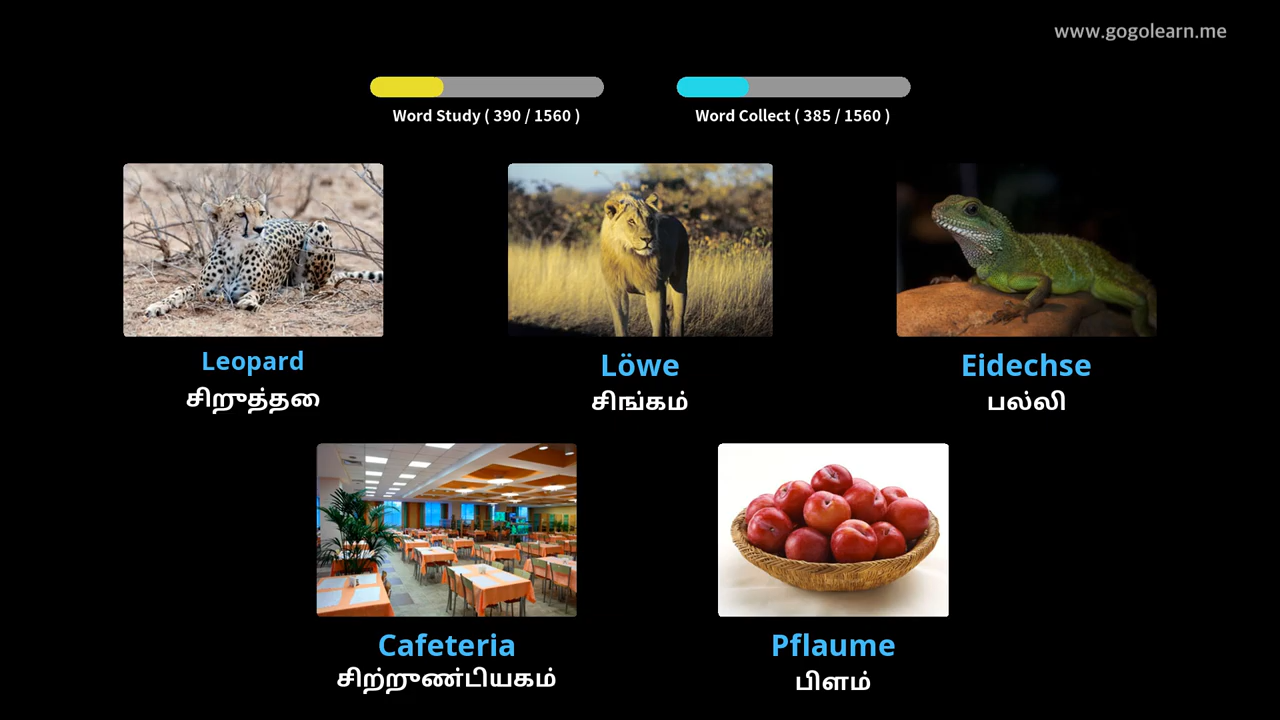 www.gogolearn.me
Word Study ( 390 / 1560 )
Word Collect ( 385 / 1560 )
Leopard
சிறுத்தை
Löwe
சிங்கம்
Eidechse
பல்லி
Cafeteria
சிற்றுண்டியகம்
Pflaume
பிளம்